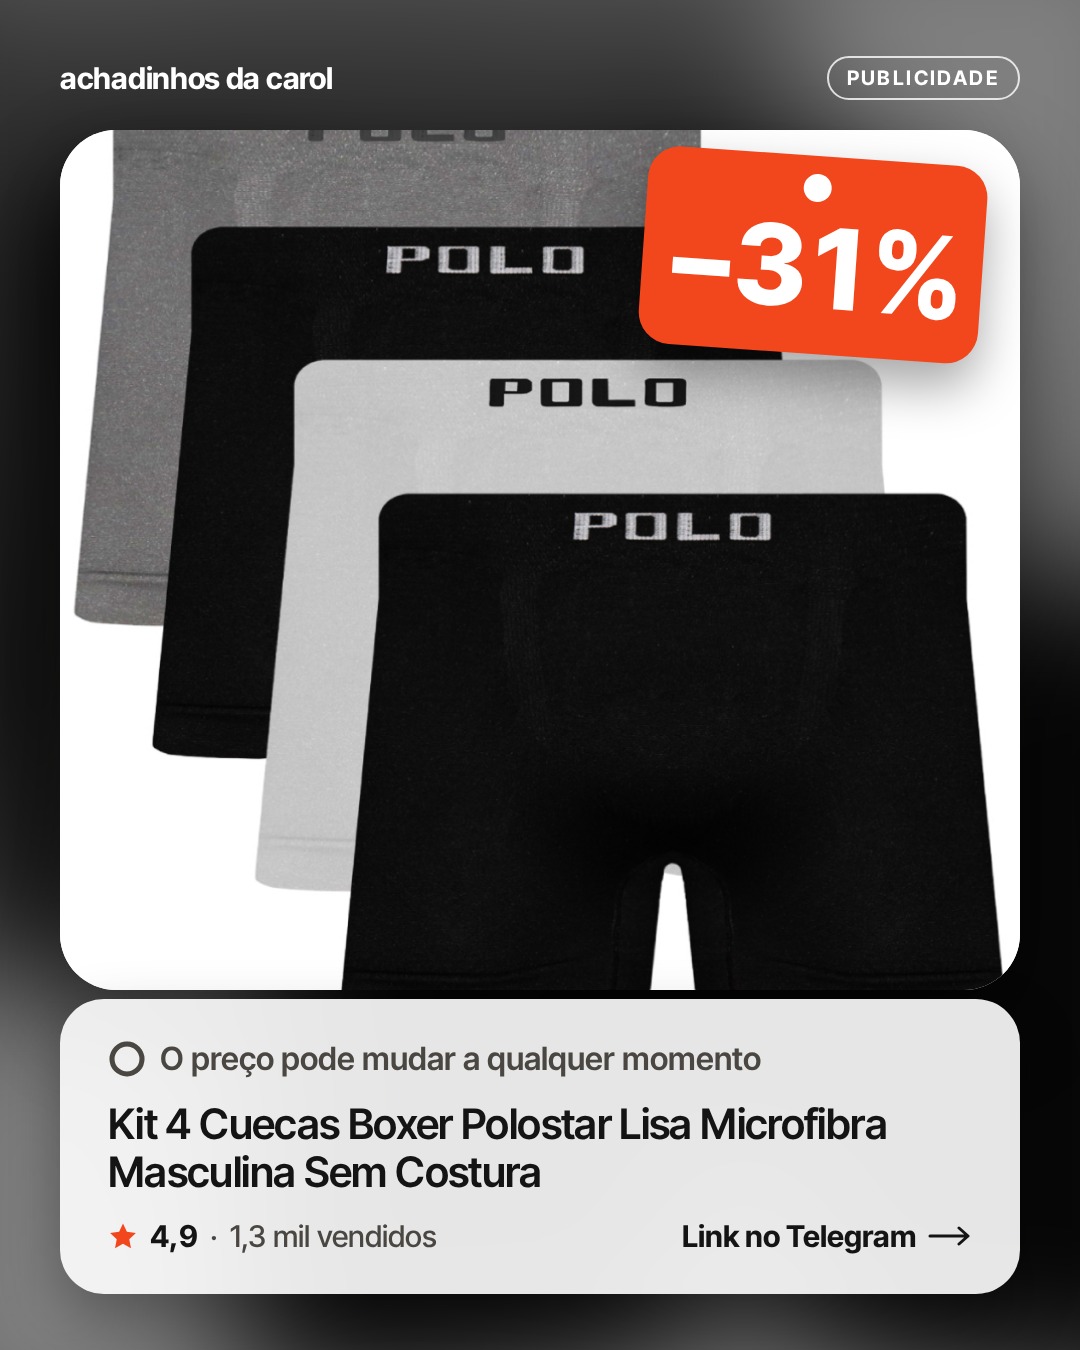 achadinhos da carol
PUBLICIDADE
POLO
−31%
POLO
POLO
POLO
O preço pode mudar a qualquer momento
Kit 4 Cuecas Boxer Polostar Lisa Microfibra
Masculina Sem Costura
4,9 · 1,3 mil vendidos
Link no Telegram →